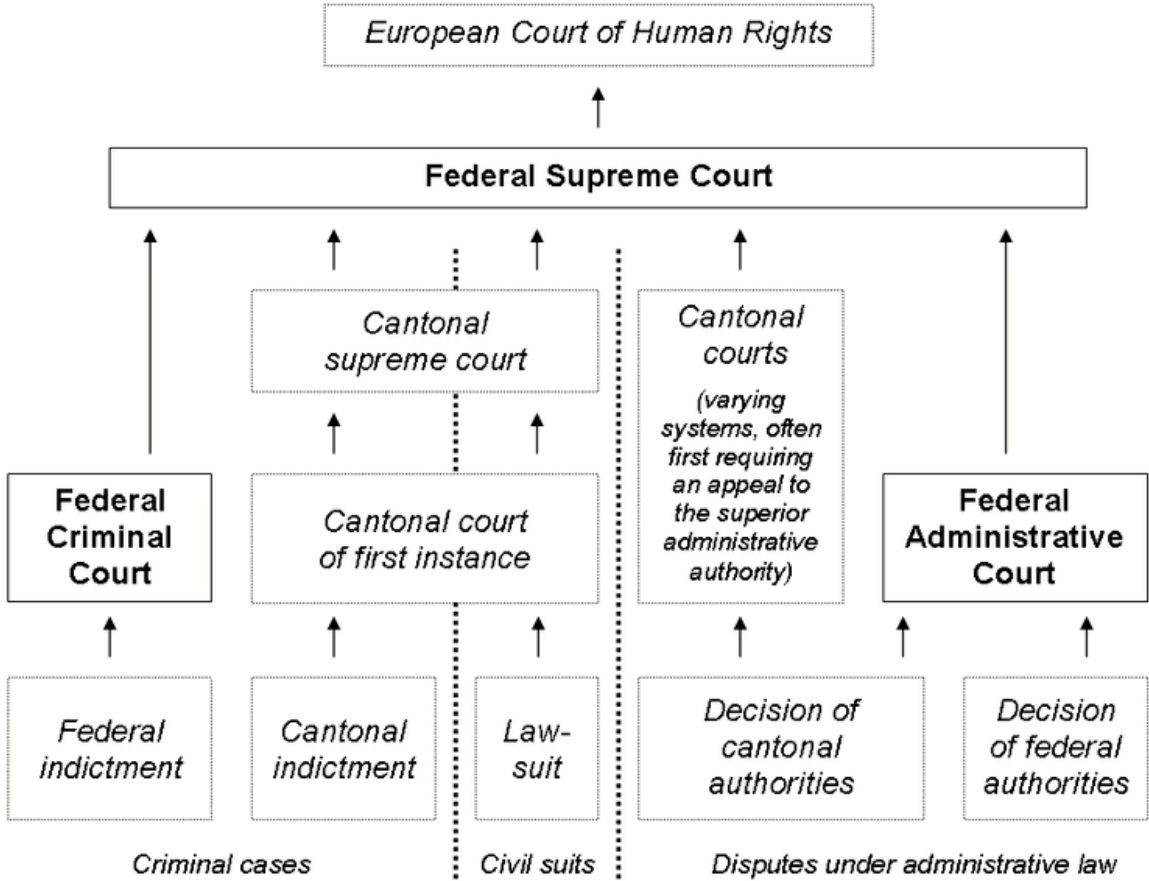 European Court of Human Rights
Federal Supreme Court
Cantonal
supreme court
Cantonal
courts
(varying
systems, often
first requiring
an appeal to
the superior
administrative
authority)
Federal
Criminal
Court
Cantonal court
of first instance
Federal
Administrative
Court
Federal
indictment
Cantonal
indictment
Law-
suit
Decision of
cantonal
authorities
Decision
of federal
authorities
Criminal cases
Civil suits
Disputes under administrative law